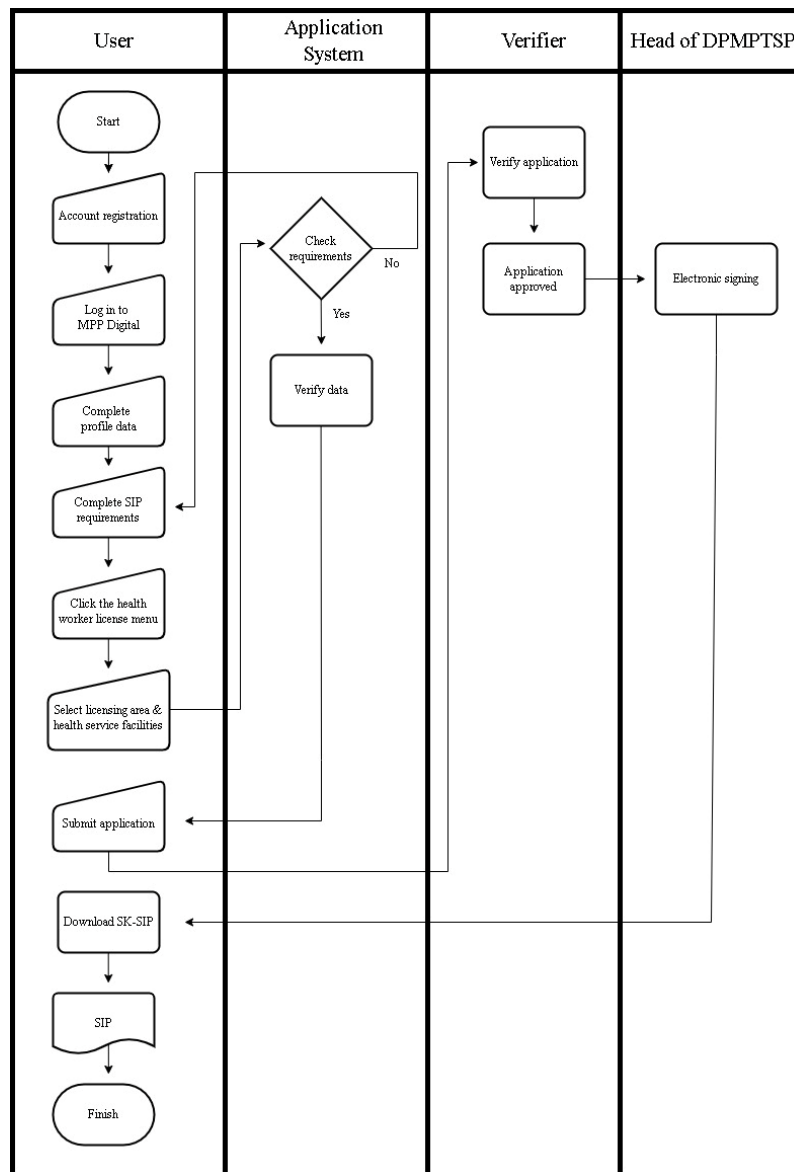 User
Application
System
Verifier
Head of DPMPTSP
Start
Account registration
Log in to
MPP Digital
Complete
profile data
Complete SIP
requirements
Click the health
worker license menu
Select licensing area &
health service facilities
Check
requirements
No
Yes
Verify data
Submit application
Verify application
Application
approved
Electronic signing
Download SK-SIP
SIP
Finish